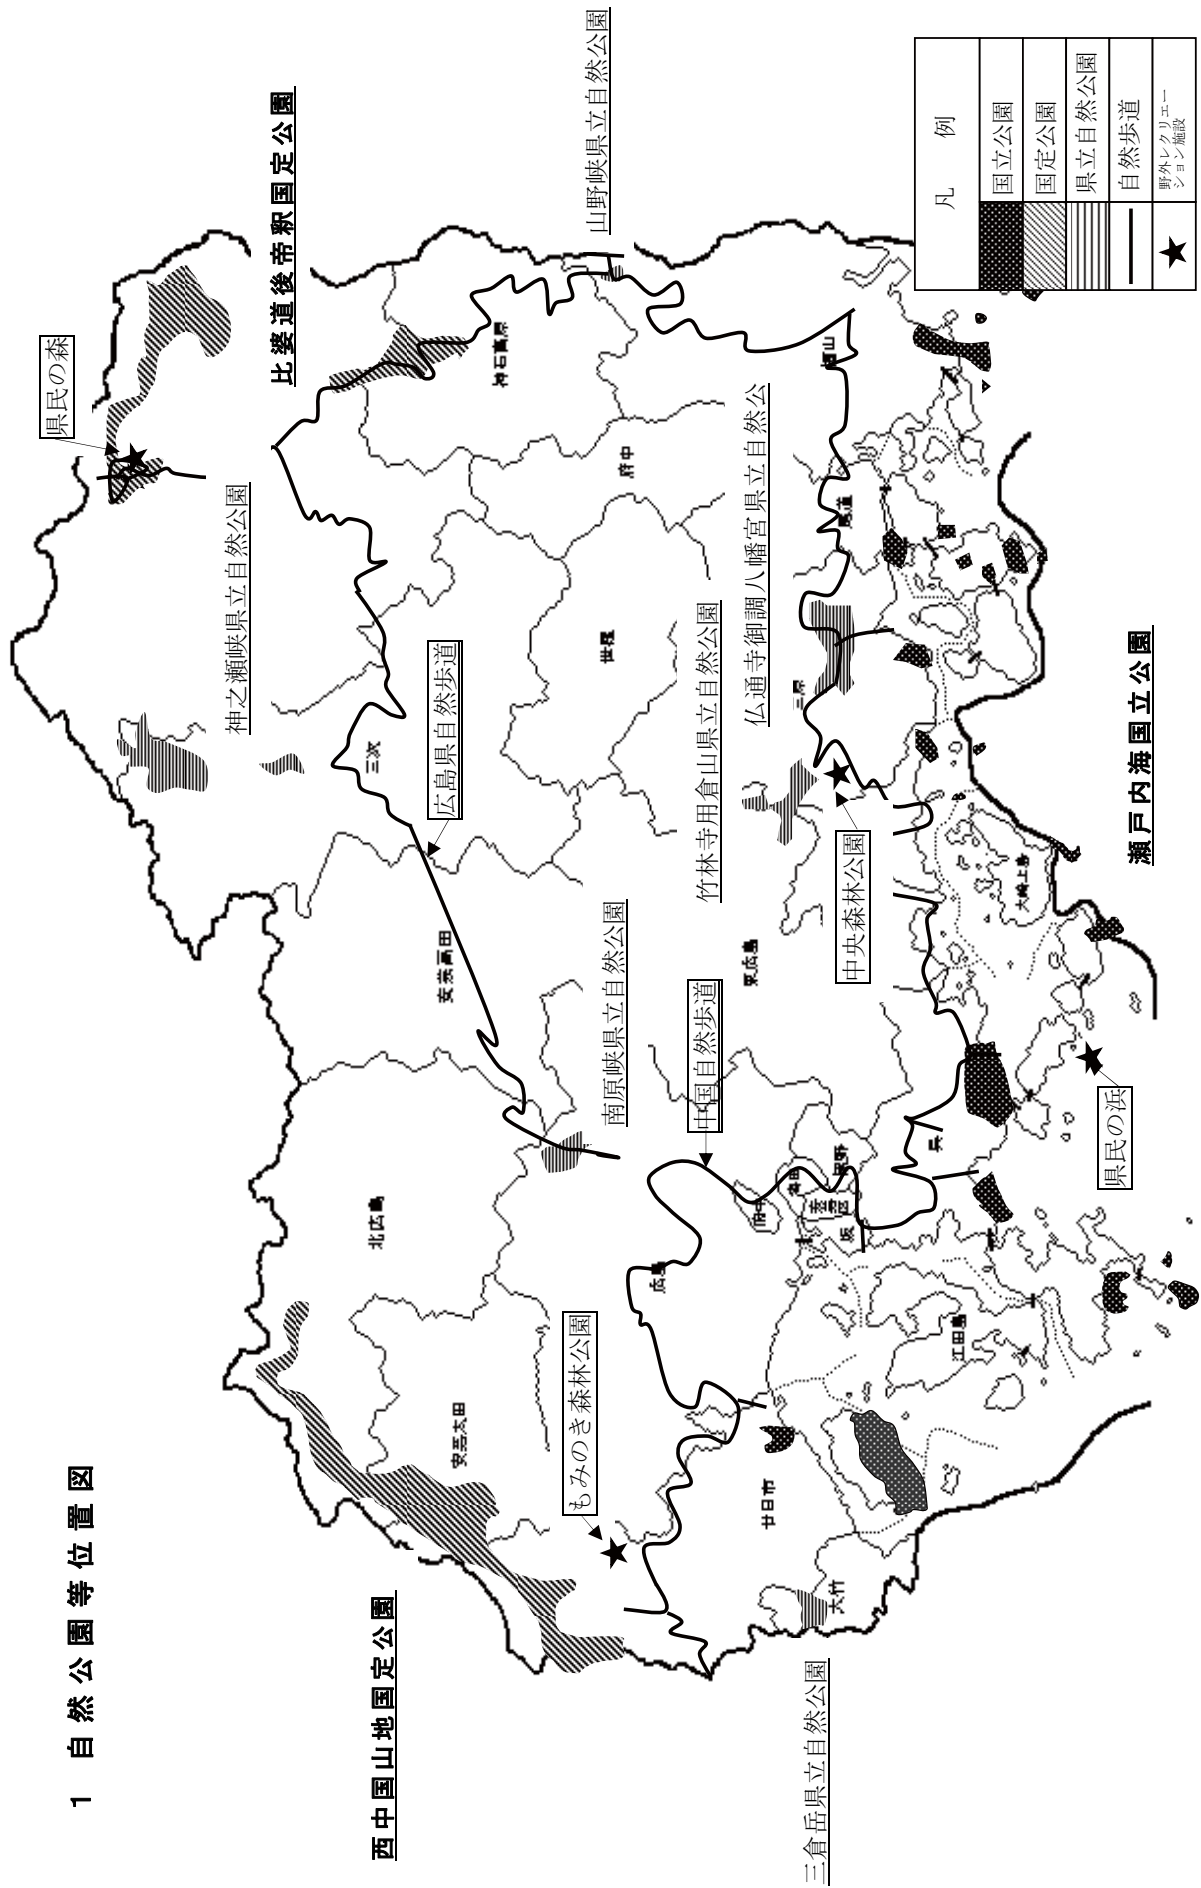 1 自然公園等位置図
県民の森
比婆道後帝釈国定公園
山野峡県立自然公園
神之瀬峡県立自然公園
神石高原
府中
福山
広島県自然歩道
三次
世羅
竹林寺用倉山県立自然公園
仏通寺御調八幡宮県立自然公
尾道
三原
安芸高田
南原峡県立自然公園
中国自然歩道
東広島
中央森林公園
大崎上島
瀬戸内海国立公園
北広島
広島
府中
海田
熊野
安芸区
坂
呉
県民の浜
江田島
安芸太田
もみのき森林公園
廿日市
大竹
西中国山地国定公園
三倉岳県立自然公園
凡例
国立公園
国定公園
県立自然公園
自然歩道
野外レクリエー
ション施設